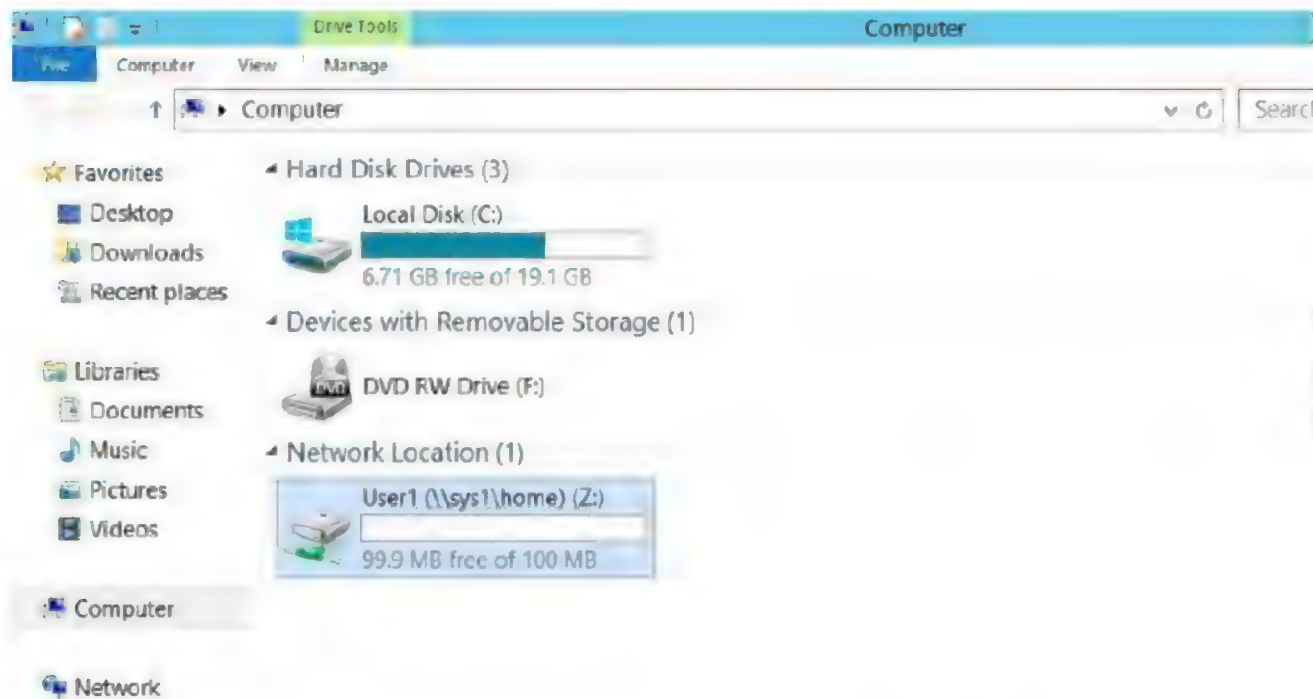 Drive Tools
Computer
File
Computer
View
Manage
Computer
Search
Favorites
Desktop
Downloads
Recent places
Libraries
Documents
Music
Pictures
Videos
Computer
Network
Hard Disk Drives (3)
Local Disk (C:)
6.71 GB free of 19.1 GB
Devices with Removable Storage (1)
DVD
DVD RW Drive (F:)
Network Location (1)
User1 (\\sys1\home) (Z:)
99.9 MB free of 100 MB